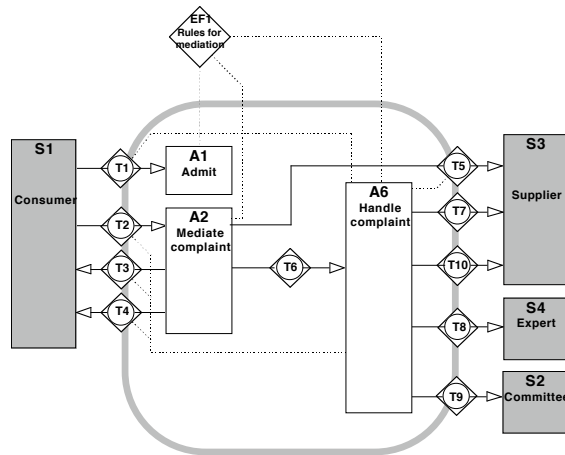 EF1
Rules for
mediation
S1
Consumer
T1
A1
Admit
T2
A2
Mediate
complaint
T3
T4
T6
A6
Handle
complaint
T5
S3
Supplier
T7
T10
T8
S4
Expert
T9
S2
Committee